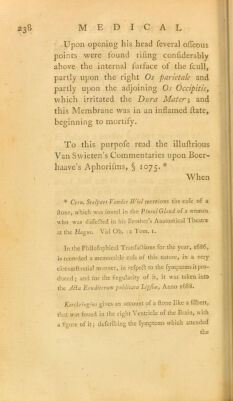 238 MEDICAL
Upon opening his head ſeveral oſſeous
points were found riſing conſiderably
above the internal ſurface of the ſcull,
partly upon the right Os parietale and
partly upon the adjoining Os Occipitis,
which irritated the Dura Mater; and
this Membrane was in an inflamed ſtate,
beginning to mortify.
To this purpoſe read the illuſtrious
Van Swieten's Commentaries upon Boer-
haave's Aphoriſms, § 1075. *
When
* Corn. Stalpart Vander Wiel mentions the caſe of a
ſtone, which was found in the Pineal Gland of a woman
who was diſſected in his Brother's Anatomical Theatre
at the Hague. Vid Ob. Tom. 1.
In the Philoſophical Tranſactions for the year, 1686,
is recorded a memorable caſe of this nature, in a very
circumſtantial manner, in reſpect to the ſymptoms it pro-
duced; and for the ſingularity of it, it was taken into
the Acta Eruditorum publicata Lipſiæ, Anno 1688.
Kerckringius gives an account of a ſtone like a filbert,
that was found in the right Ventricle of the Brain, with
a figure of it; deſcribing the ſymptoms which attended
the